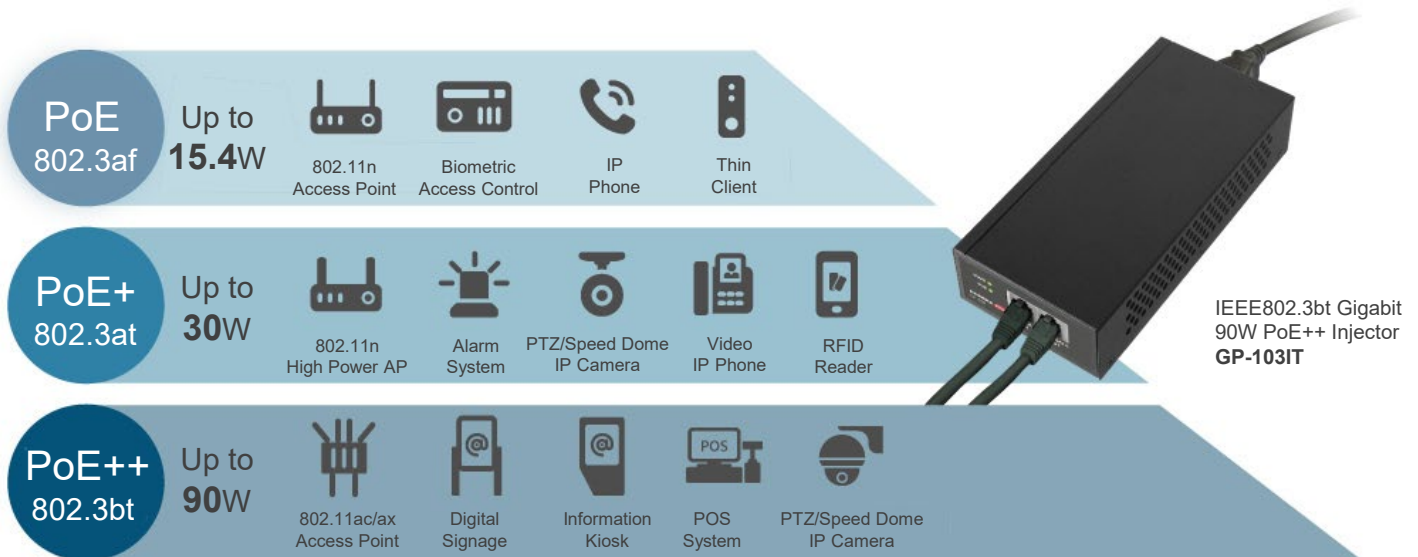 PoE
802.3af
Up to
15.4W
802.11n
Access Point
Biometric
Access Control
IP
Phone
Thin
Client
PoE+
802.3at
Up to
30W
802.11n
High Power AP
Alarm
System
PTZ/Speed Dome
IP Camera
Video
IP Phone
RFID
Reader
IEEE802.3bt Gigabit
90W PoE++ Injector
GP-103IT
PoE++
802.3bt
Up to
90W
@
@
POS
802.11ac/ax
Access Point
Digital
Signage
Information
Kiosk
POS
System
PTZ/Speed Dome
IP Camera